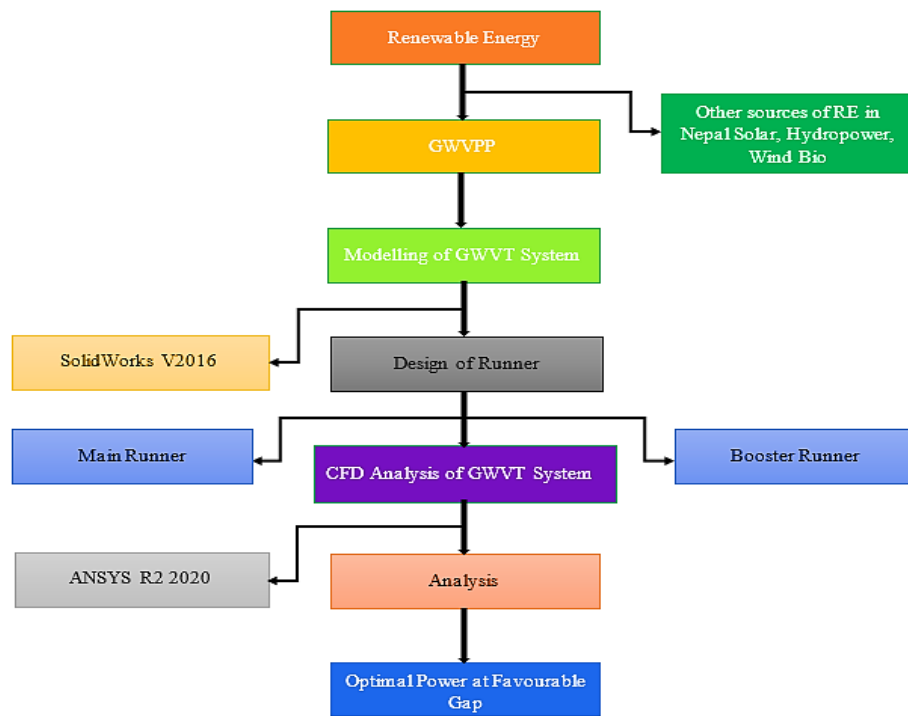 Renewable Energy
Other sources of RE in
Nepal Solar, Hydropower,
Wind Bio
GWVPP
Modelling of GWVT System
SolidWorks V2016
Design of Runner
Main Runner
CFD Analysis of GWVT System
Booster Runner
ANSYS R2 2020
Analysis
Optimal Power at Favourable
Gap